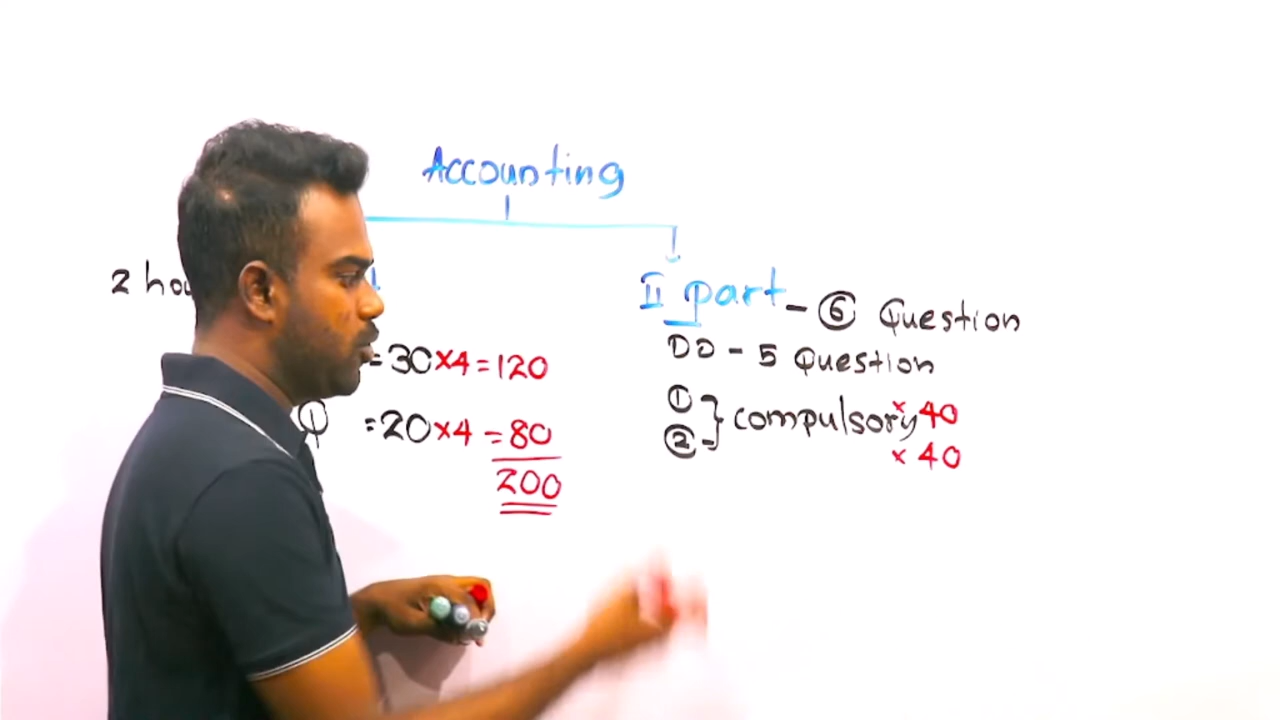 Accounting
2 hou
II part - ⑥ Question
DO - 5 Question
= 30 × 4 = 120
① } compulsory × 40
② × 40
Q = 20 × 4 = 80
200